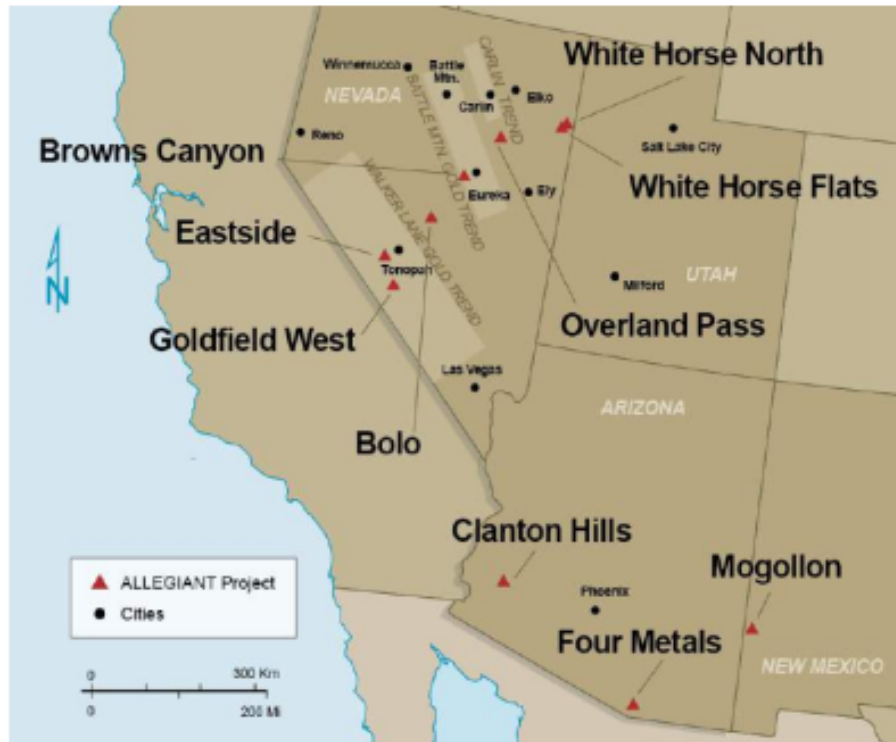 White Horse North
Winnemucca
Battle
Mtn.
CARLIN TREND
Carlin
Elko
NEVADA
BATTLE MTN. GOLD TREND
Reno
Salt Lake City
Browns Canyon
White Horse Flats
Eureka
Ely
WALKER LANE GOLD TREND
Eastside
Tonopah
UTAH
Milford
N
Goldfield West
Overland Pass
Las Vegas
ARIZONA
Bolo
Clanton Hills
Mogollon
ALLEGIANT Project
Cities
Phoenix
Four Metals
NEW MEXICO
0 300 Km
0 200 Mi